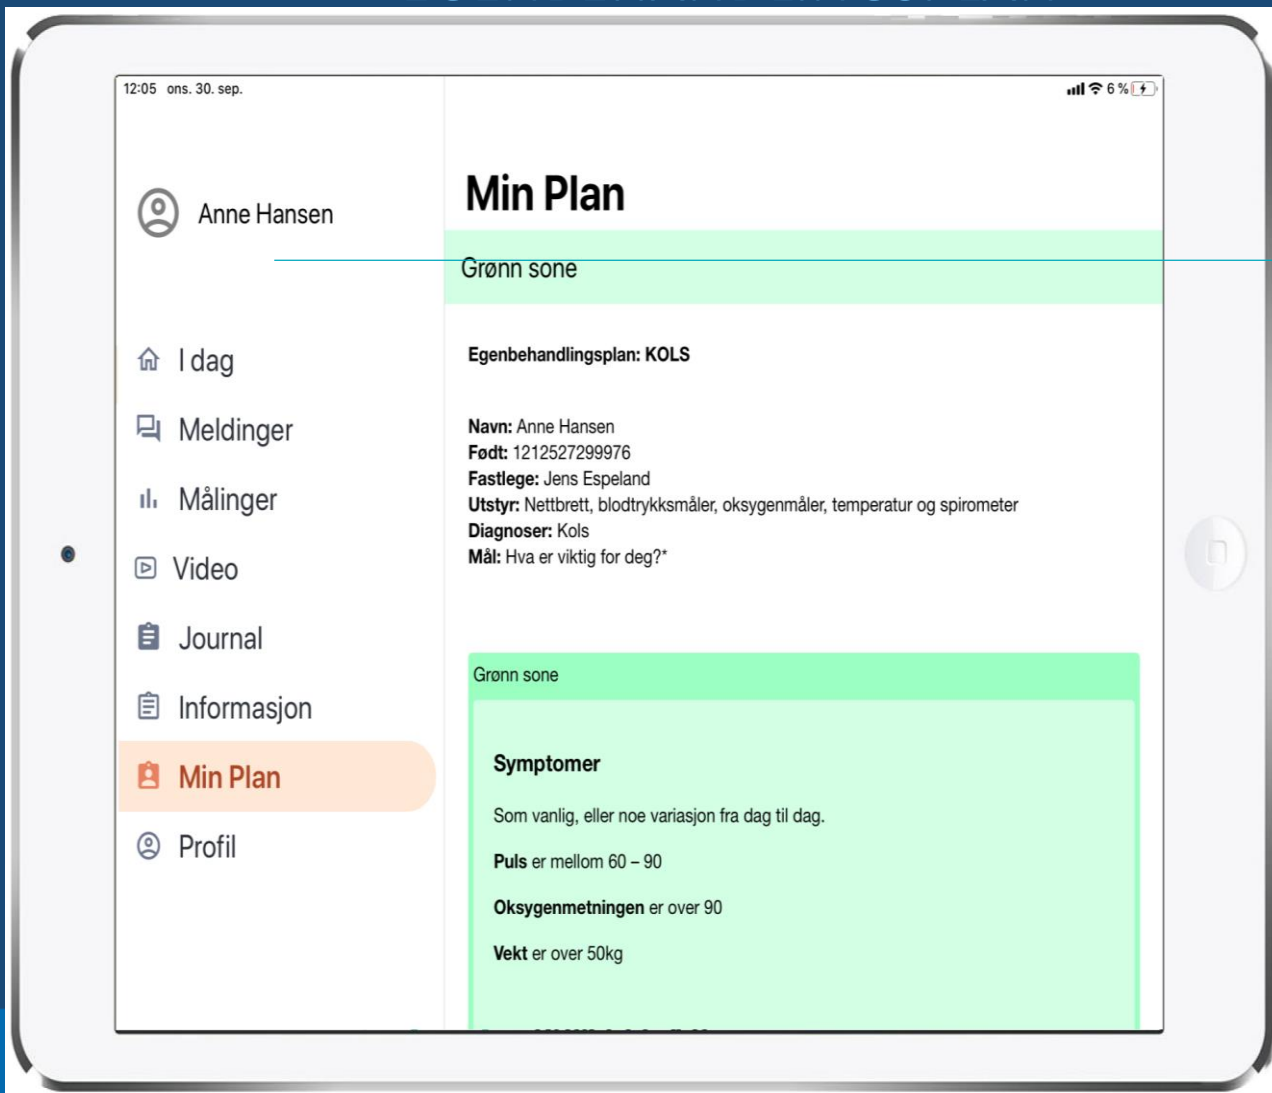 12:05 ons. 30. sep.
6 %
Anne Hansen
I dag
Meldinger
Målinger
Video
Journal
Informasjon
Min Plan
Profil
Min Plan
Grønn sone
Egenbehandlingsplan: KOLS
Navn: Anne Hansen
Født: 1212527299976
Fastlege: Jens Espeland
Utstyr: Nettbrett, blodtrykksmåler, oksygenmåler, temperatur og spirometer
Diagnoser: Kols
Mål: Hva er viktig for deg?*
Grønn sone
Symptomer
Som vanlig, eller noe variasjon fra dag til dag.
Puls er mellom 60 – 90
Oksygenmetningen er over 90
Vekt er over 50kg